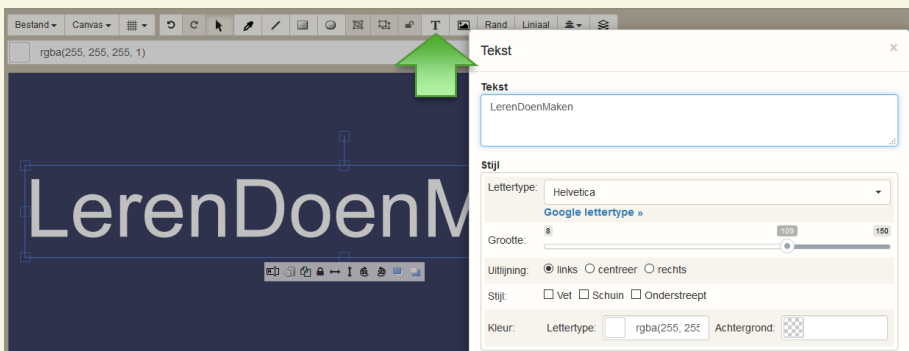 Bestand Canvas T Rand Liniaal
rgba(255, 255, 255, 1)
LerenDoenM
Tekst ×
Tekst
LerenDoenMaken
Stijl
Lettertype: Helvetica
Google lettertype »
Grootte: 8 109 150
Uitlijning: links centreer rechts
Stijl: Vet Schuin Onderstreept
Kleur: Lettertype: rgba(255, 255 Achtergrond: